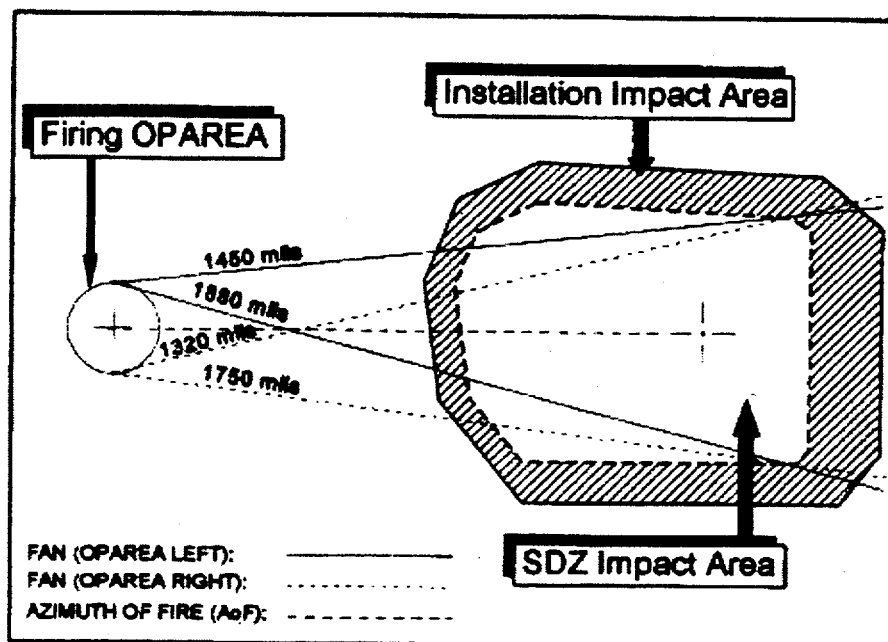 Installation Impact Area
Firing OPAREA
1450 mils
1880 mils
1320 mils
1750 mils
SDZ Impact Area
FAN (OPAREA LEFT):
FAN (OPAREA RIGHT):
AZIMUTH OF FIRE (AoF):